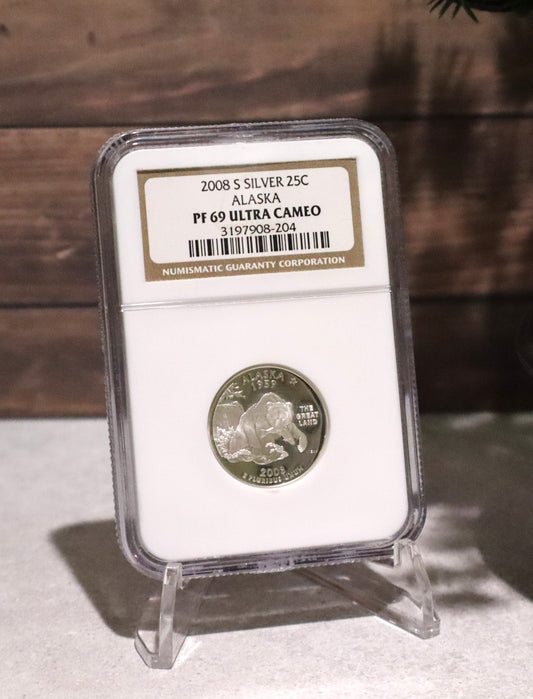 2008 S SILVER 25C
ALASKA
PF 69 ULTRA CAMEO
3197908-204
NUMISMATIC GUARANTY CORPORATION
ALASKA
1959
THE
GREAT
LAND
2008
E PLURIBUS UNUM